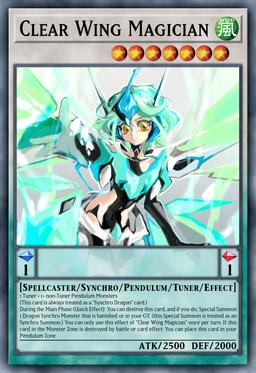 CLEAR WING MAGICIAN
嵐
1 1
[SPELLCASTER/SYNCHRO/PENDULUM/TUNER/EFFECT]
1 Tuner + 1+ non-Tuner Pendulum Monsters
(This card is always treated as a "Synchro Dragon" card.)
During the Main Phase (Quick Effect): You can destroy this card, and if you do, Special Summon
1 Dragon Synchro Monster that is banished or in your GY. (this Special Summon is treated as an
Synchro Summon.) You can only use this effect of "Clear Wing Magician" once per turn. If this
card in the Monster Zone is destroyed by battle or card effect: You can place this card in your
Pendulum Zone.
ATK/2500 DEF/2000